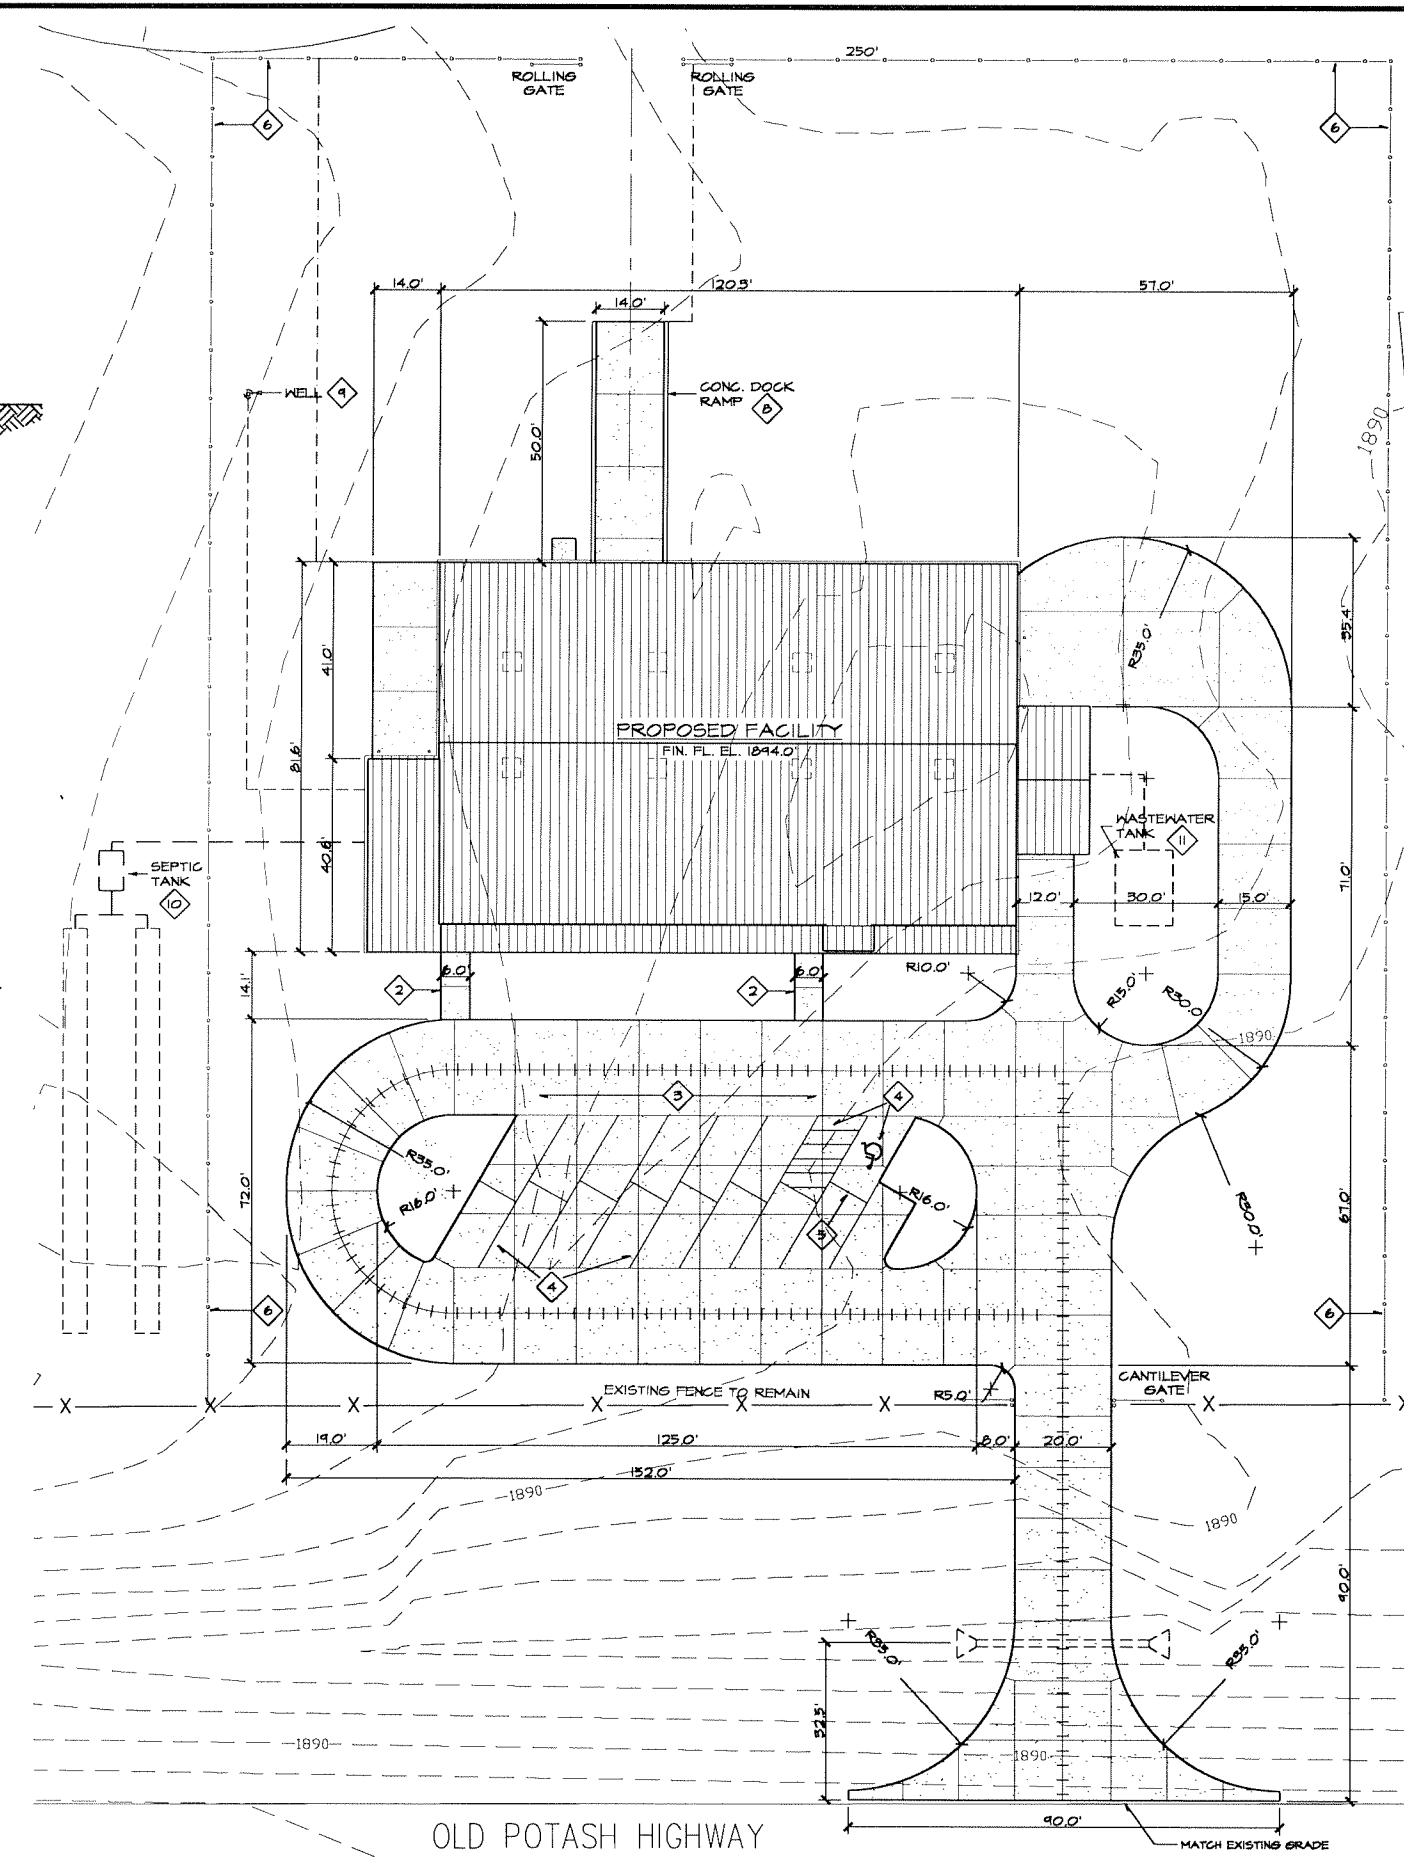 250'
ROLLING
GATE
ROLLING
GATE
6
6
14.0'
120.5'
57.0'
14.0'
WELL 9
CONC. DOCK
RAMP 8
50.0'
1890
R35.0'
35.4'
41.0'
81.6'
PROPOSED FACILITY
FIN. FL. EL. 1894.0'
WASTEWATER
TANK 11
40.6'
SEPTIC
TANK
10
71.0'
12.0'
30.0'
15.0'
6.0'
6.0'
R10.0'
2
2
14.1'
R15.0'
R30.0'
1890
3
4
R35.0'
R16.0'
R16.0'
72.0'
5
R30.0'
67.0'
4
6
6
EXISTING FENCE TO REMAIN
R5.0'
CANTILEVER
GATE
X X X X X X X
19.0'
125.0'
8.0'
20.0'
152.0'
1890
1890
90.0'
R35.0'
R35.0'
32.5'
1890
1890
90.0'
OLD POTASH HIGHWAY
MATCH EXISTING GRADE